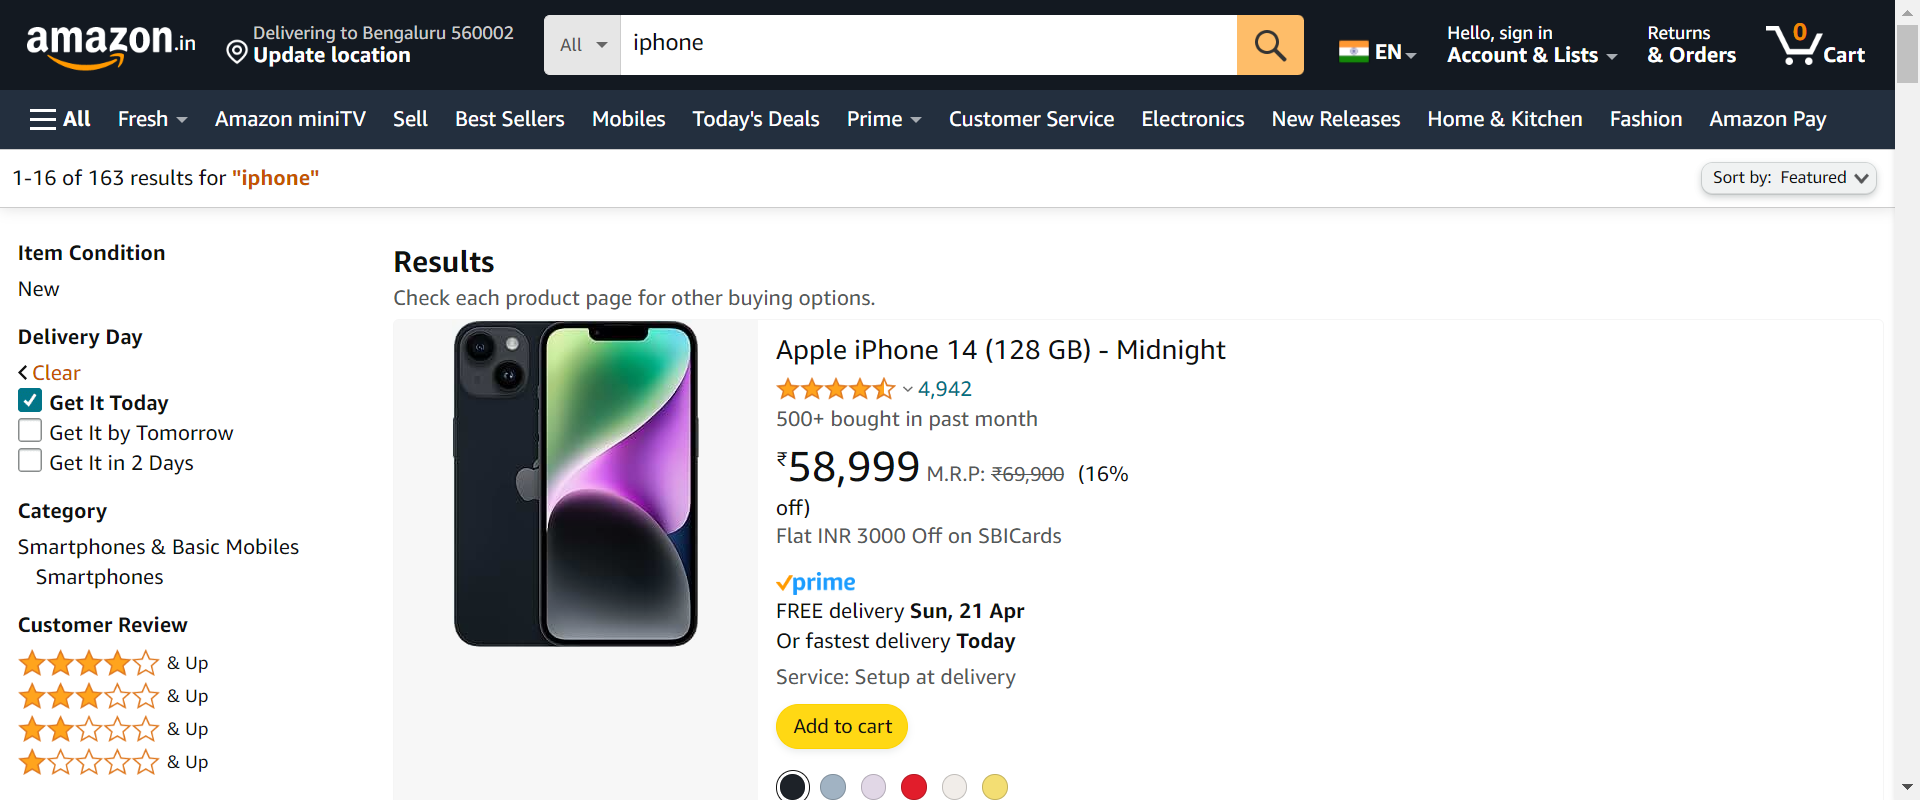 amazon.in
Delivering to Bengaluru 560002
Update location
All
iphone
EN
Hello, sign in
Account & Lists
Returns
& Orders
0
Cart
All
Fresh
Amazon miniTV
Sell
Best Sellers
Mobiles
Today's Deals
Prime
Customer Service
Electronics
New Releases
Home & Kitchen
Fashion
Amazon Pay
1-16 of 163 results for "iphone"
Sort by: Featured
Item Condition
New
Delivery Day
Clear
Get It Today
Get It by Tomorrow
Get It in 2 Days
Category
Smartphones & Basic Mobiles
Smartphones
Customer Review
& Up
& Up
& Up
& Up
Results
Check each product page for other buying options.
Apple iPhone 14 (128 GB) - Midnight
4,942
500+ bought in past month
₹58,999 M.R.P: ₹69,900 (16%
off)
Flat INR 3000 Off on SBICards
prime
FREE delivery Sun, 21 Apr
Or fastest delivery Today
Service: Setup at delivery
Add to cart